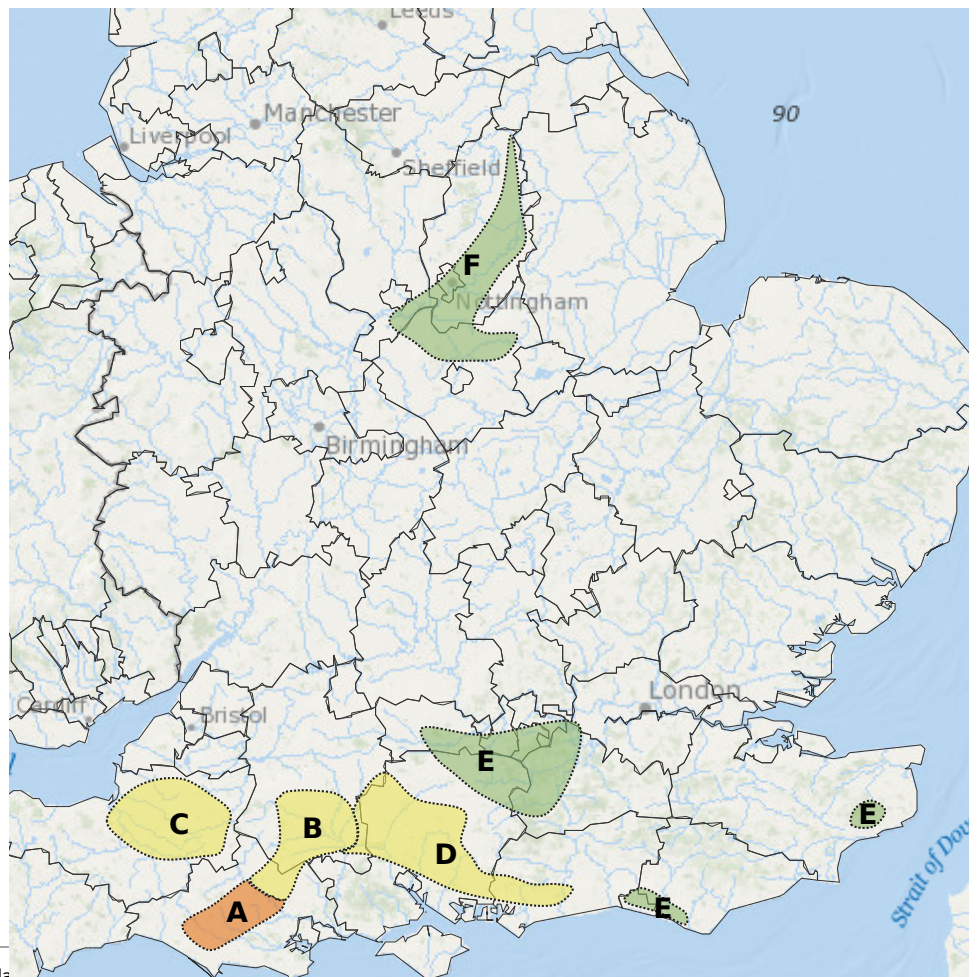 Leeds
90
Manchester
Liverpool
Sheffield
F
Nottingham
Birmingham
London
Cardiff
Bristol
E
C
B
E
D
A
E
Strait of Dov